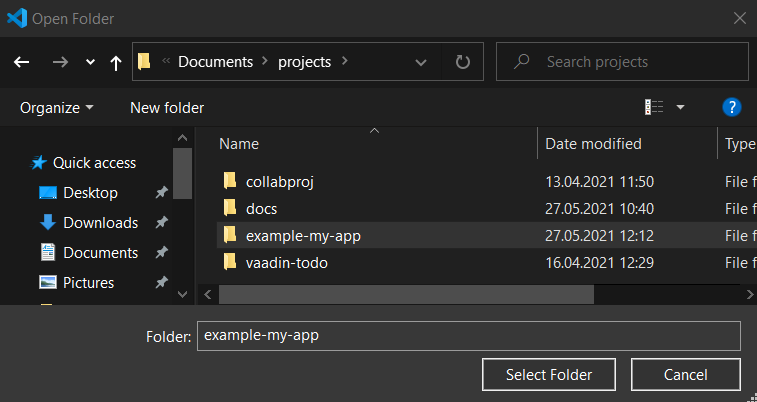 Open Folder
« Documents > projects >
Search projects
Organize
New folder
?
Name
Date modified
Type
Quick access
Desktop
Downloads
Documents
Pictures
collabproj 13.04.2021 11:50 File f
docs 27.05.2021 10:40 File f
example-my-app 27.05.2021 12:12 File f
vaadin-todo 16.04.2021 12:29 File f
Folder: example-my-app
Select Folder
Cancel